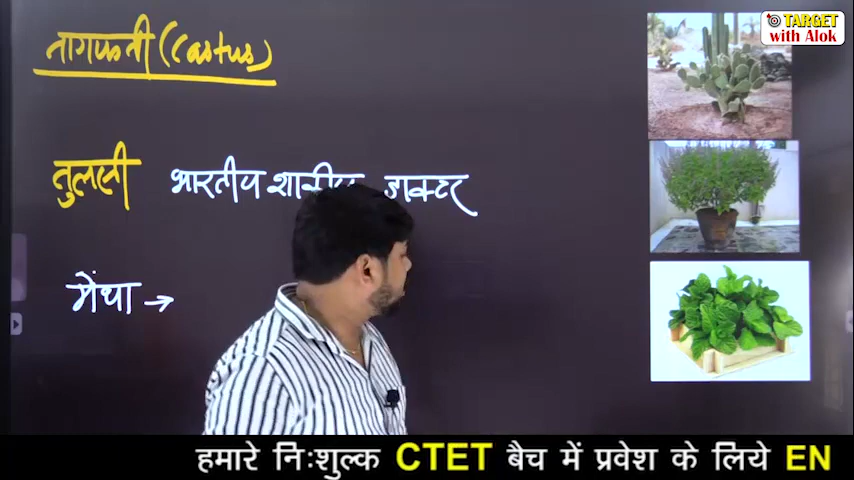 TARGET
with Alok
नागफनी (Cactus)
तुलसी भारतीय डाक्टर
मेंथा →
हमारे निःशुल्क CTET बैच में प्रवेश के लिये EN